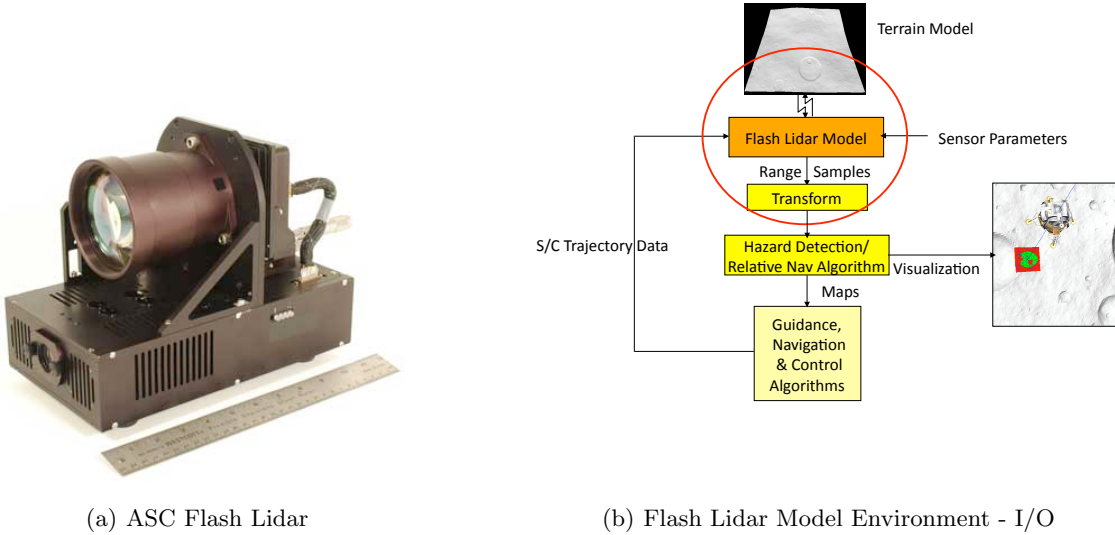 Terrain Model
Flash Lidar Model
Sensor Parameters
Range Samples
Transform
S/C Trajectory Data
Hazard Detection/
Relative Nav Algorithm
Visualization
Maps
Guidance,
Navigation
& Control
Algorithms
(a) ASC Flash Lidar
(b) Flash Lidar Model Environment - I/O